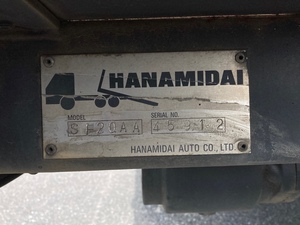 HANAMIDAI
MODEL SERIAL NO.
HANAMIDAI AUTO CO., LTD